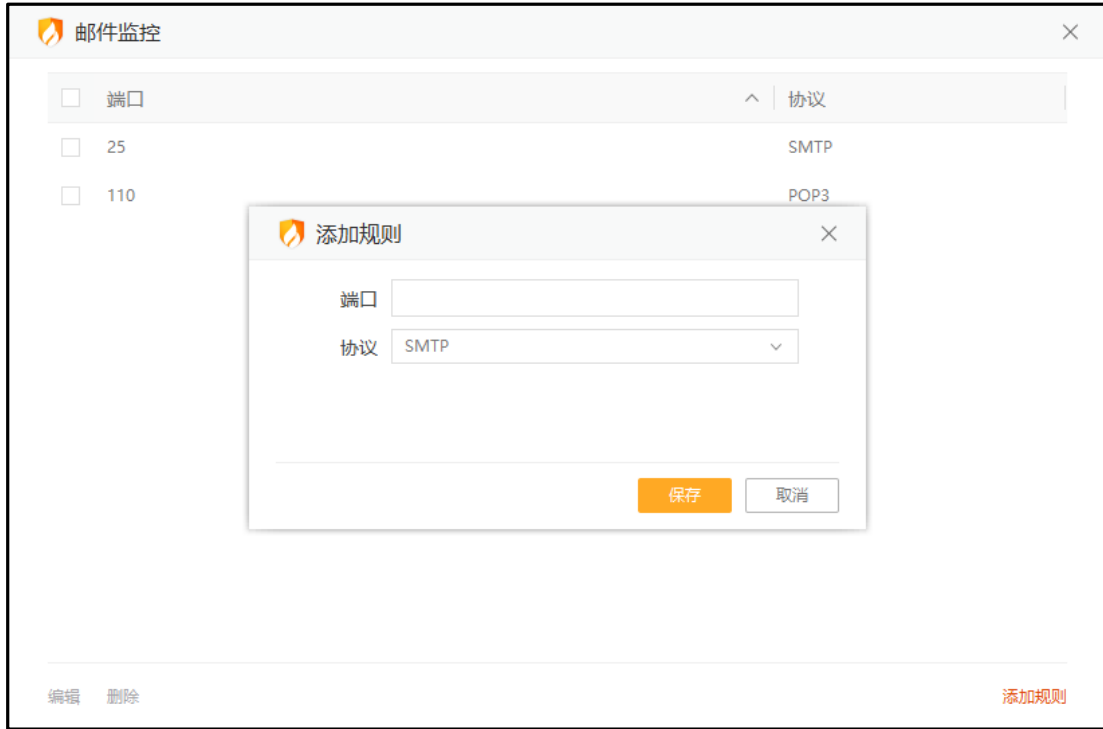 邮件监控
端口 协议
25 SMTP
110 POP3
添加规则
端口
协议 SMTP
保存 取消
编辑 删除 添加规则